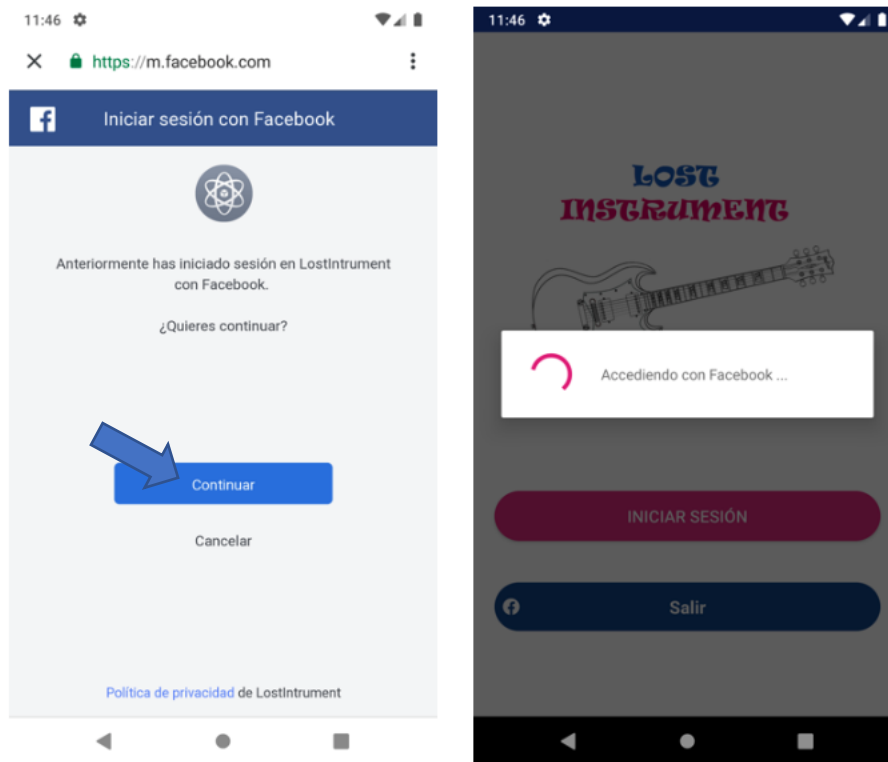 11:46
https://m.facebook.com
Iniciar sesión con Facebook
Anteriormente has iniciado sesión en LostIntrument
con Facebook.
¿Quieres continuar?
Continuar
Cancelar
Política de privacidad de LostIntrument
11:46
LOST
INSTRUMENT
Accediendo con Facebook ...
INICIAR SESIÓN
Salir